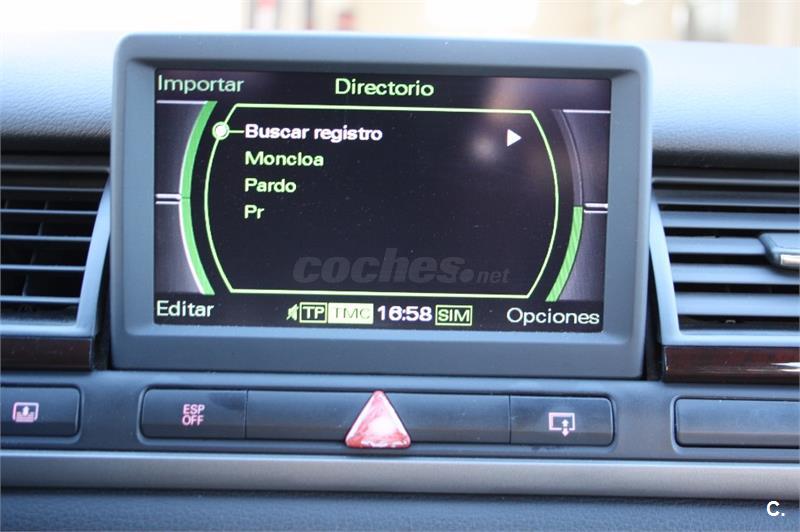 Importar
Directorio
Buscar registro
Moncloa
Pardo
Pr
coches.net
Editar
TP TMC 16:58 SIM
Opciones
ESP
OFF
C.